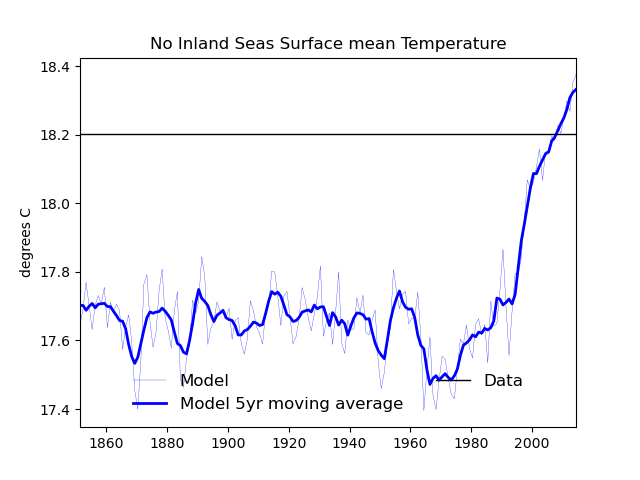 No Inland Seas Surface mean Temperature
degrees C
18.4
18.2
18.0
17.8
17.6
17.4
1860 1880 1900 1920 1940 1960 1980 2000
Model
Model 5yr moving average
Data